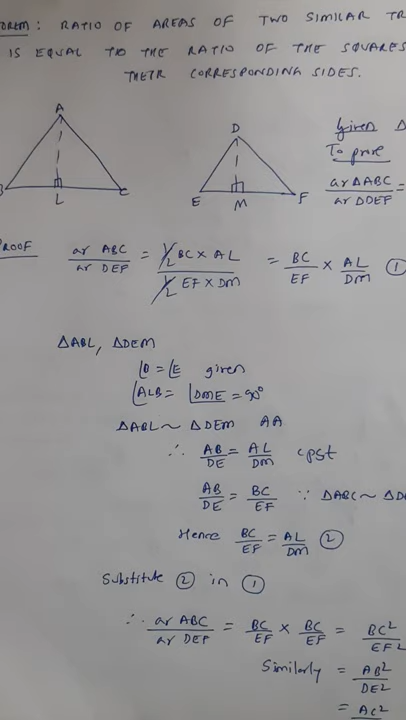 OREM: RATIO OF AREAS OF TWO SIMILAR TR
IS EQUAL TO THE RATIO OF THE SQUARES
THEIR CORRESPONDING SIDES.
A
B
L
C
D
E
M
F
Given Δ
To prove
ar ΔABC / ar ΔDEF =
PROOF ar ABC / ar DEF = ½ BC × AL / ½ EF × DM = BC/EF × AL/DM ①
ΔABL, ΔDEM
∠B = ∠E given
∠ALB = ∠DME = 90°
ΔABL ~ ΔDEM AA
∴ AB/DE = AL/DM cpst
AB/DE = BC/EF ∵ ΔABC ~ ΔD
Hence BC/EF = AL/DM ②
Substitute ② in ①
∴ ar ABC / ar DEF = BC/EF × BC/EF = BC²/EF²
Similarly = AB²/DE²
= AC²